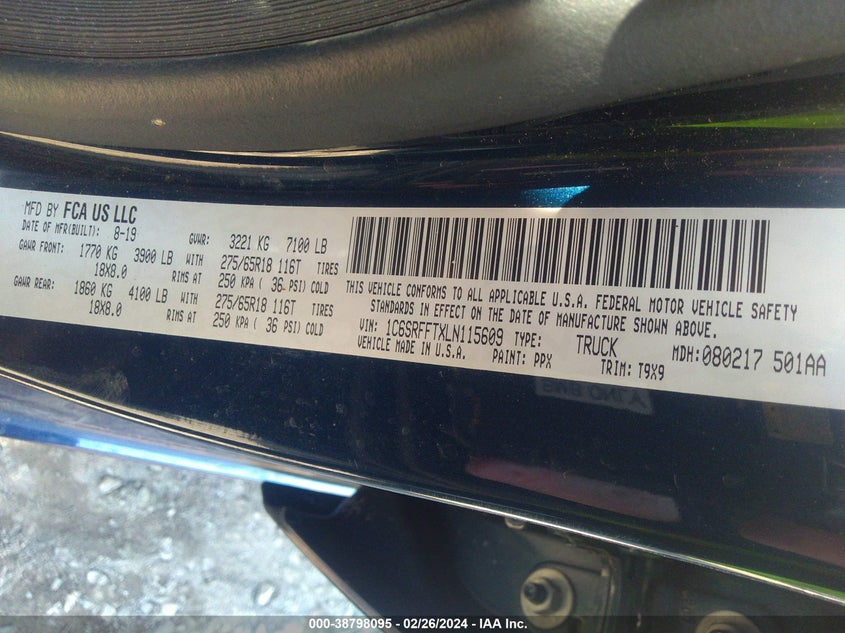 MFD BY FCA US LLC
DATE OF MFR(BUILT): 8-19 GVWR: 3221 KG 7100 LB
GAWR FRONT: 1770 KG 3900 LB WITH 275/65R18 116T TIRES
18X8.0 RIMS AT 250 KPA ( 36 PSI) COLD
GAWR REAR: 1860 KG 4100 LB WITH 275/65R18 116T TIRES
18X8.0 RIMS AT 250 KPA ( 36 PSI) COLD
THIS VEHICLE CONFORMS TO ALL APPLICABLE U.S.A. FEDERAL MOTOR VEHICLE SAFETY
STANDARDS IN EFFECT ON THE DATE OF MANUFACTURE SHOWN ABOVE.
VIN: 1C6SRFFTXLN115609 TYPE: TRUCK MDH:080217 501AA
VEHICLE MADE IN U.S.A. PAINT: PPX TRIM: T9X9
000-38798095 / 02/26/2024 - IAA Inc.